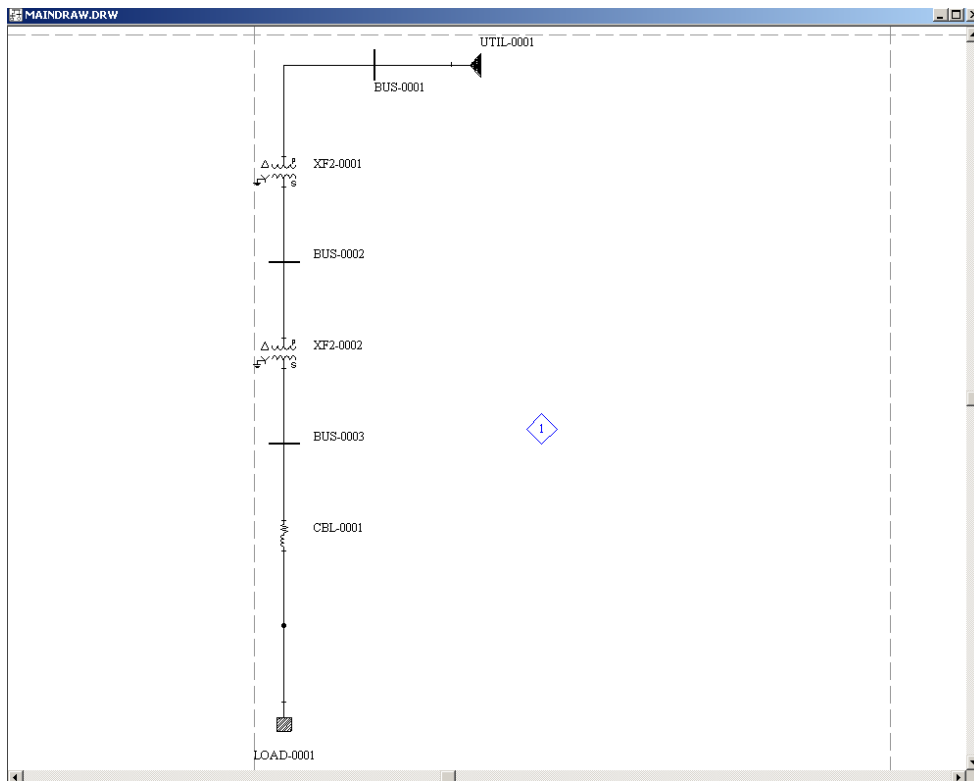 MAINDRAW.DRW
UTIL-0001
BUS-0001
P
XF2-0001
S
BUS-0002
P
XF2-0002
S
1
BUS-0003
CBL-0001
LOAD-0001